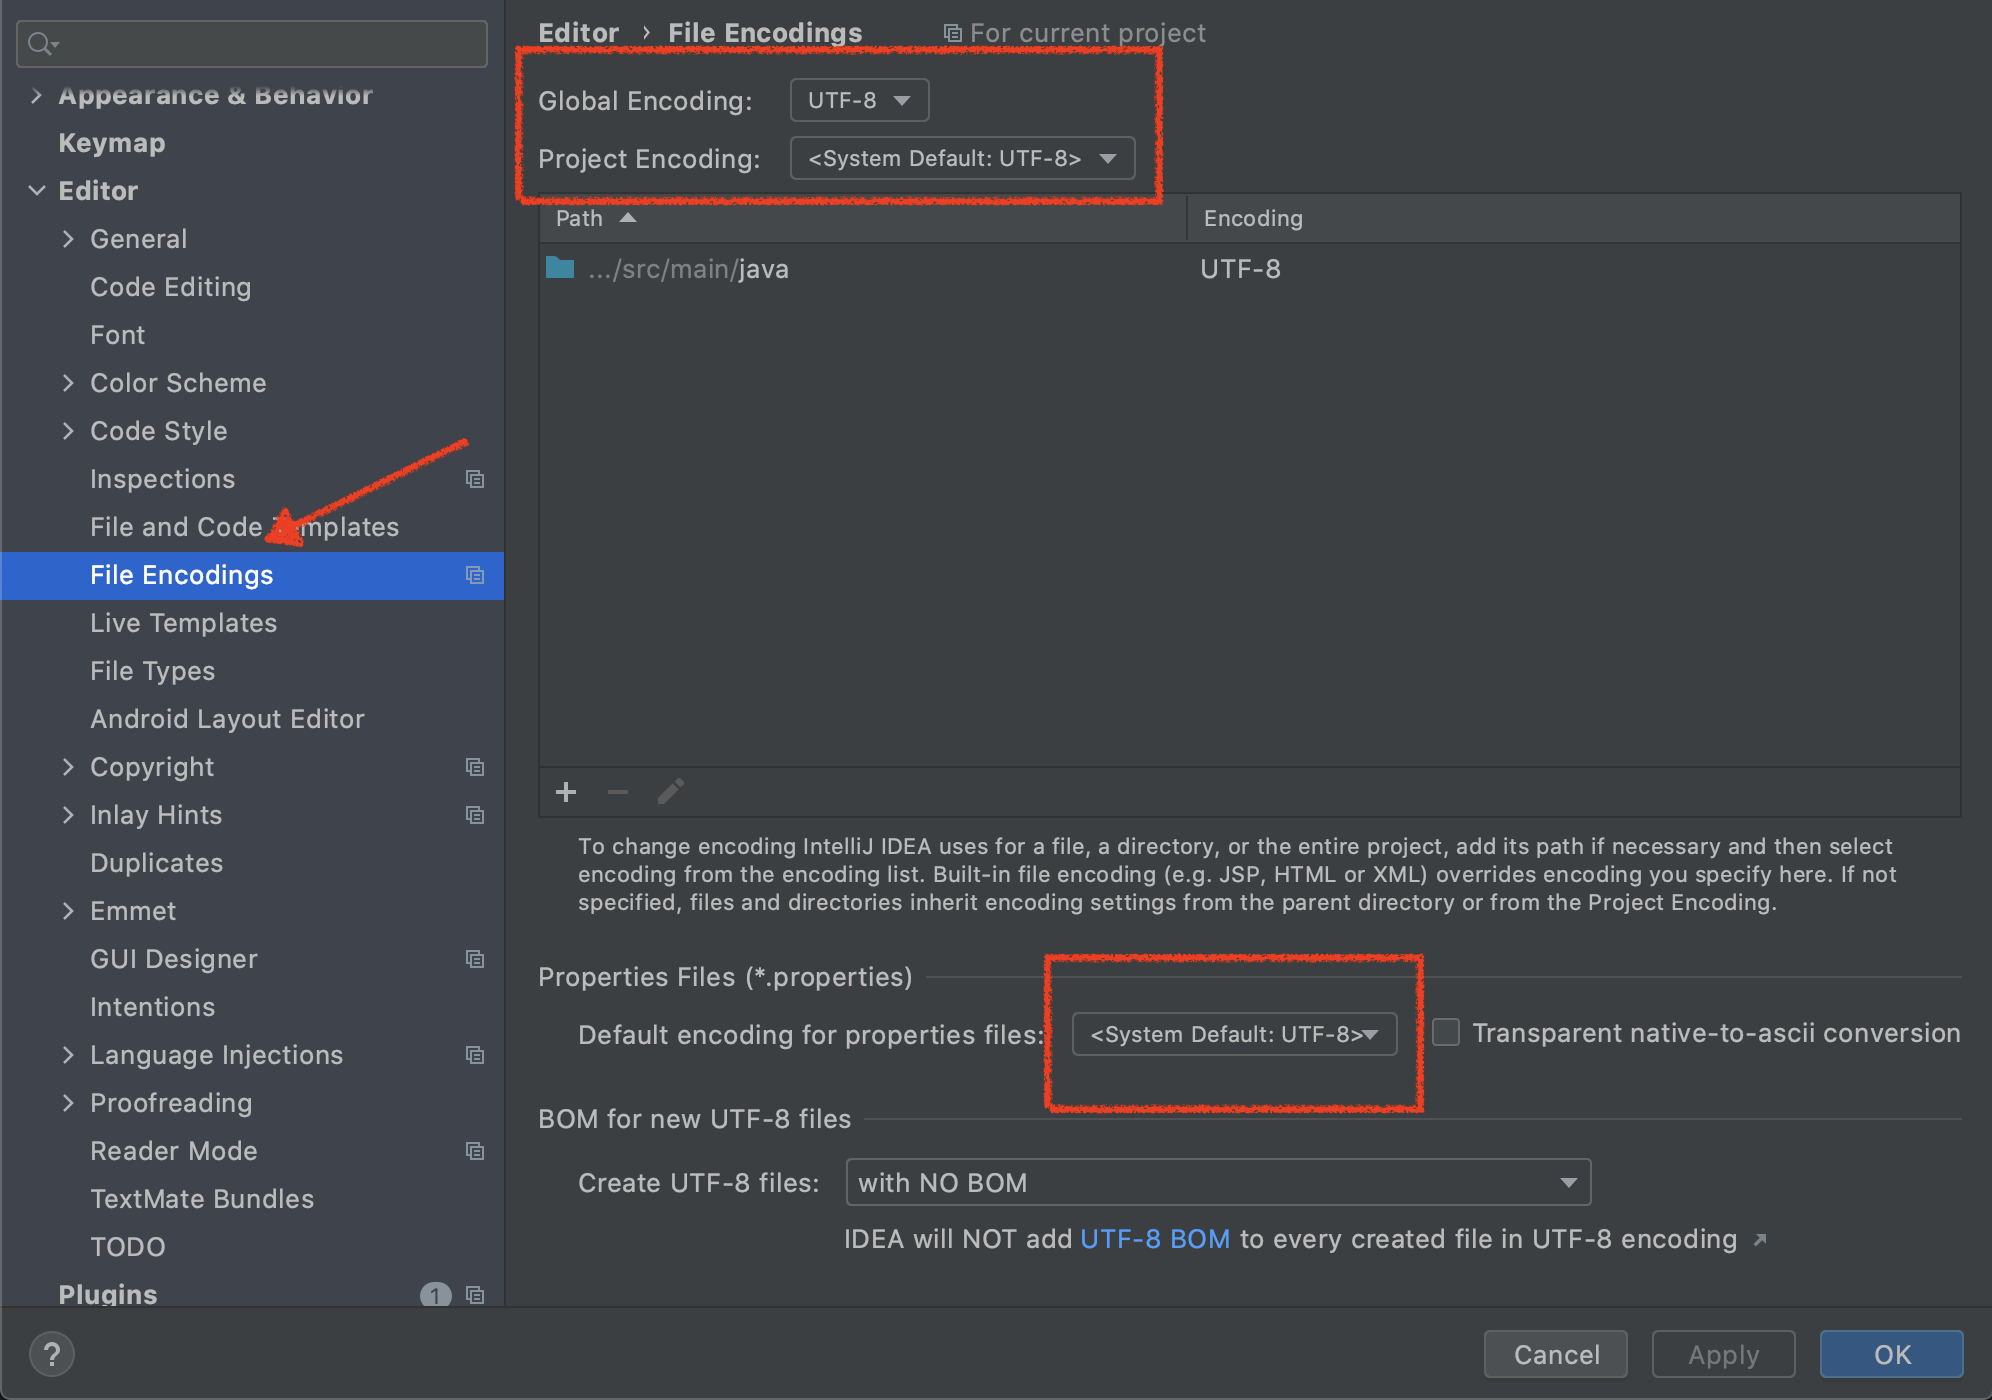 Appearance & Behavior
Keymap
Editor
General
Code Editing
Font
Color Scheme
Code Style
Inspections
File and Code Templates
File Encodings
Live Templates
File Types
Android Layout Editor
Copyright
Inlay Hints
Duplicates
Emmet
GUI Designer
Intentions
Language Injections
Proofreading
Reader Mode
TextMate Bundles
TODO
Plugins 1
?
Editor › File Encodings For current project
Global Encoding: UTF-8
Project Encoding: <System Default: UTF-8>
Path Encoding
.../src/main/java UTF-8
To change encoding IntelliJ IDEA uses for a file, a directory, or the entire project, add its path if necessary and then select
encoding from the encoding list. Built-in file encoding (e.g. JSP, HTML or XML) overrides encoding you specify here. If not
specified, files and directories inherit encoding settings from the parent directory or from the Project Encoding.
Properties Files (*.properties)
Default encoding for properties files: <System Default: UTF-8> Transparent native-to-ascii conversion
BOM for new UTF-8 files
Create UTF-8 files: with NO BOM
IDEA will NOT add UTF-8 BOM to every created file in UTF-8 encoding
Cancel Apply OK